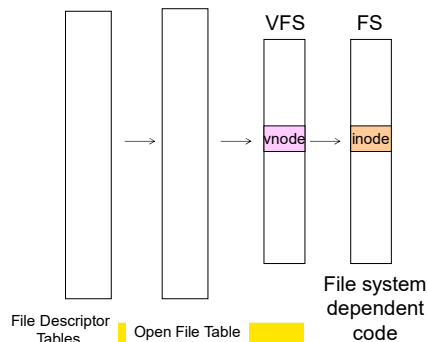 VFS
FS
vnode
inode
File system
dependent
code
File Descriptor
Tables
Open File Table